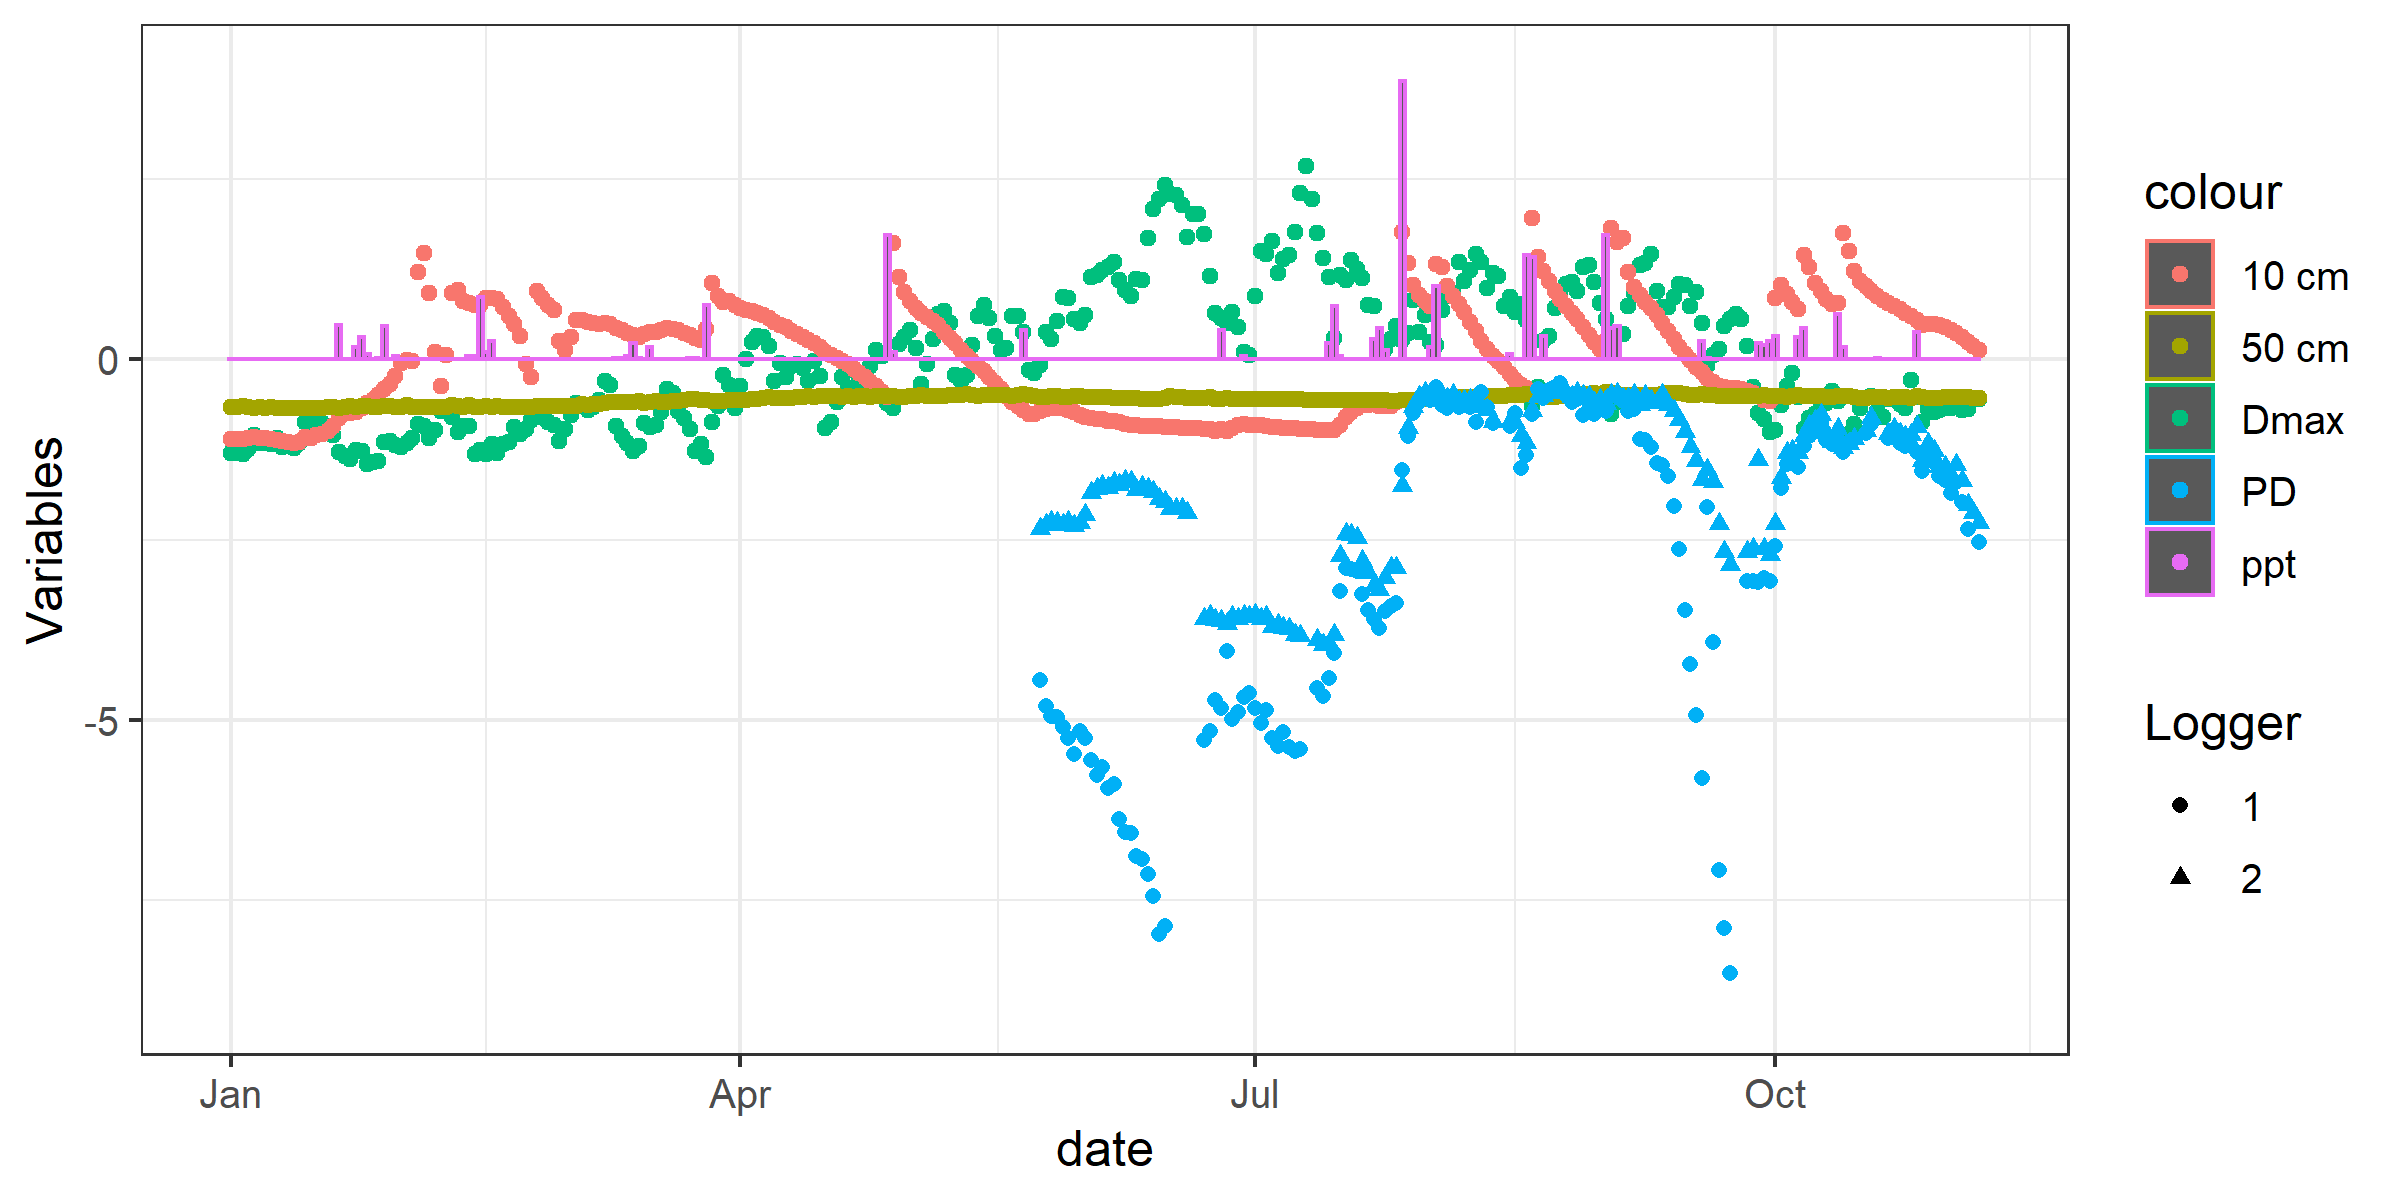 Variables
0
-5
Jan
Apr
Jul
Oct
date
colour
10 cm
50 cm
Dmax
PD
ppt
Logger
1
2